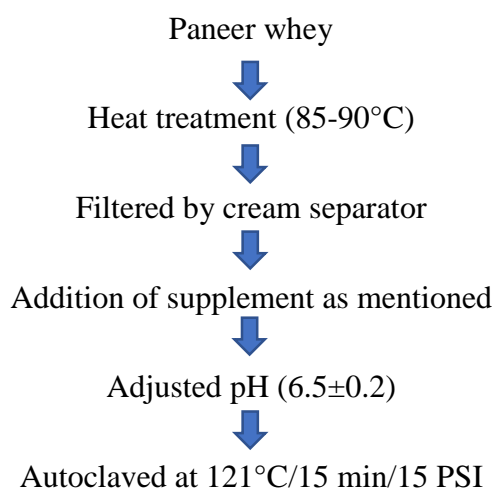 Paneer whey
Heat treatment (85-90°C)
Filtered by cream separator
Addition of supplement as mentioned
Adjusted pH (6.5±0.2)
Autoclaved at 121°C/15 min/15 PSI